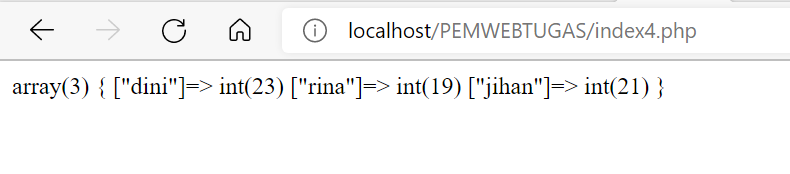 localhost/PEMWEBTUGAS/index4.php
array(3) { ["dini"]=> int(23) ["rina"]=> int(19) ["jihan"]=> int(21) }